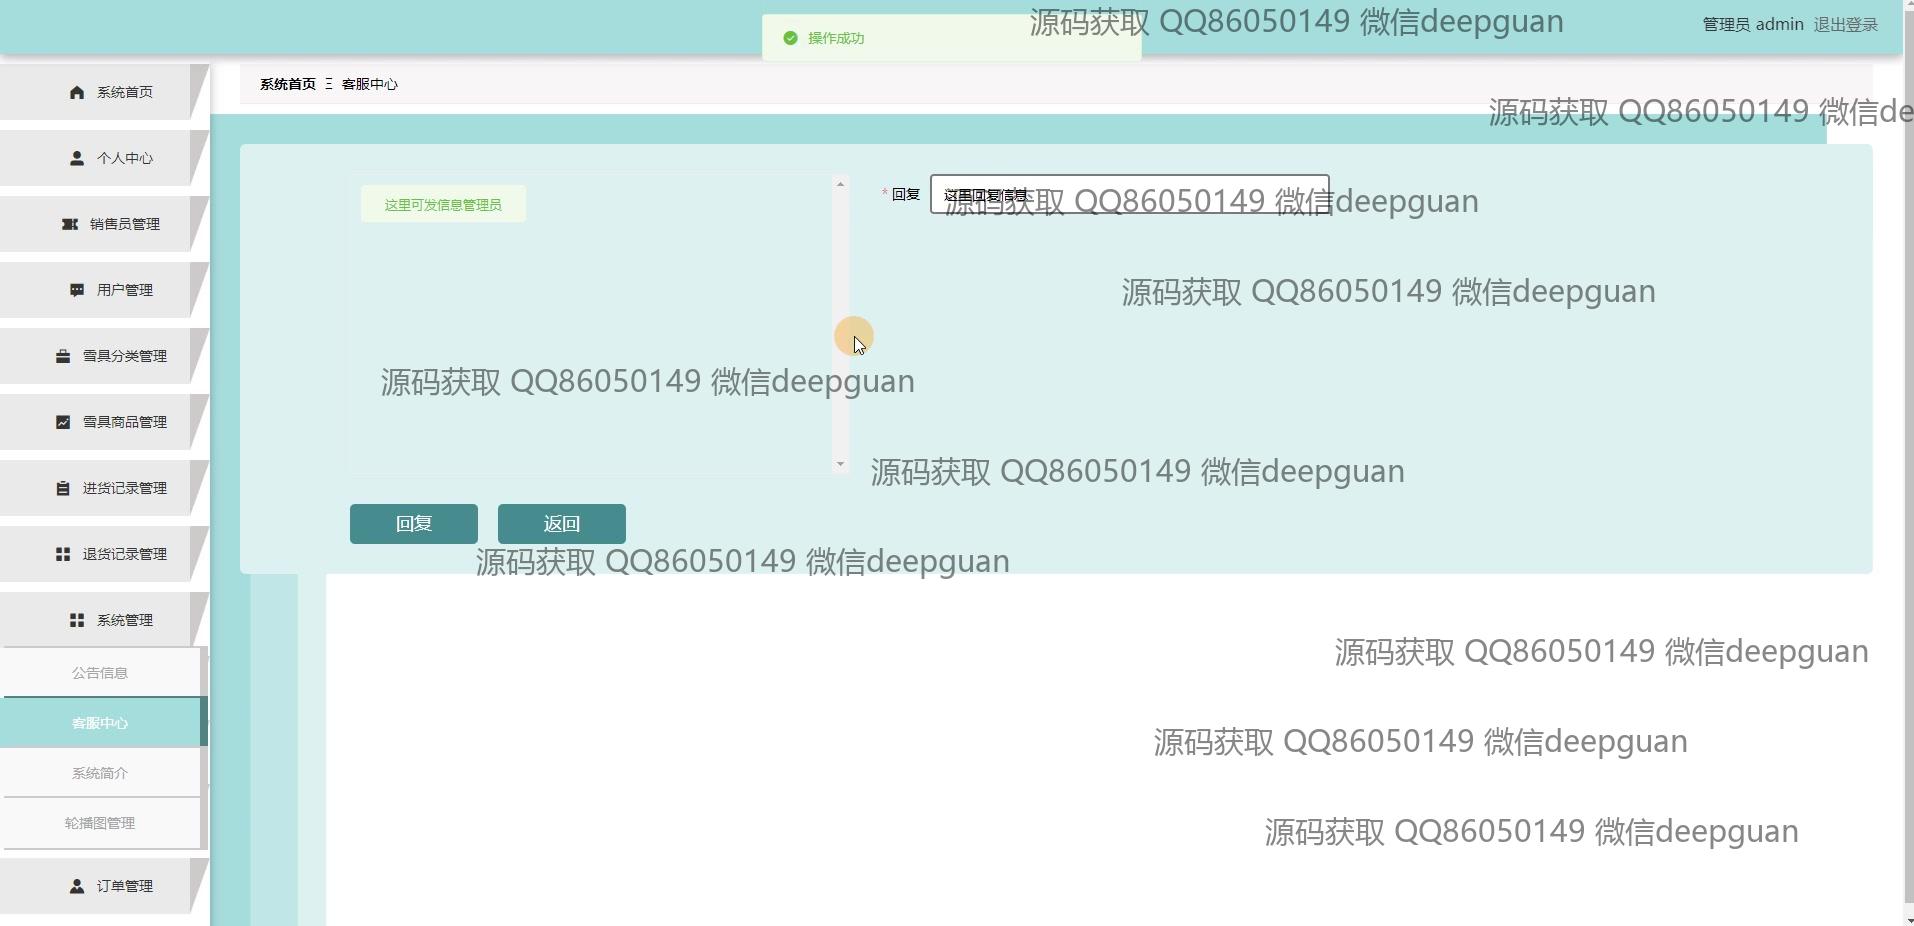 源码获取 QQ86050149 微信deepguan
操作成功
管理员 admin 退出登录
系统首页 Ξ 客服中心
源码获取 QQ86050149 微信de
系统首页
个人中心
销售员管理
用户管理
雪具分类管理
雪具商品管理
进货记录管理
退货记录管理
系统管理
公告信息
客服中心
系统简介
轮播图管理
订单管理
这里可发信息管理员
* 回复
这里回复信息
源码获取 QQ86050149 微信deepguan
源码获取 QQ86050149 微信deepguan
源码获取 QQ86050149 微信deepguan
源码获取 QQ86050149 微信deepguan
回复
返回
源码获取 QQ86050149 微信deepguan
源码获取 QQ86050149 微信deepguan
源码获取 QQ86050149 微信deepguan
源码获取 QQ86050149 微信deepguan